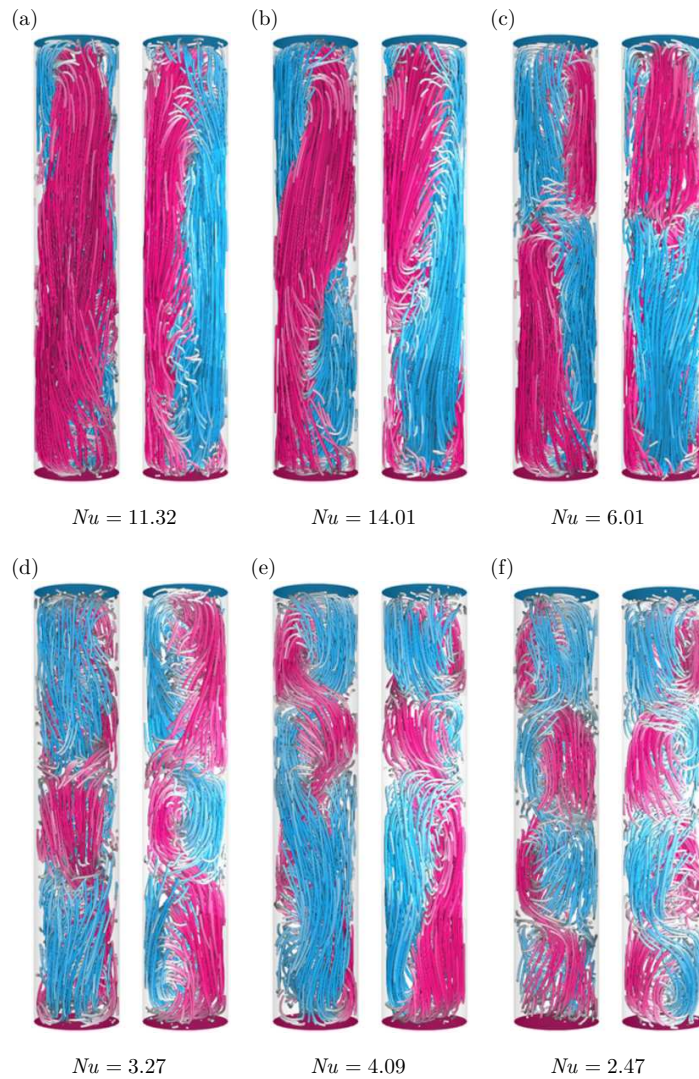 (a) (b) (c)
Nu = 11.32 Nu = 14.01 Nu = 6.01
(d) (e) (f)
Nu = 3.27 Nu = 4.09 Nu = 2.47